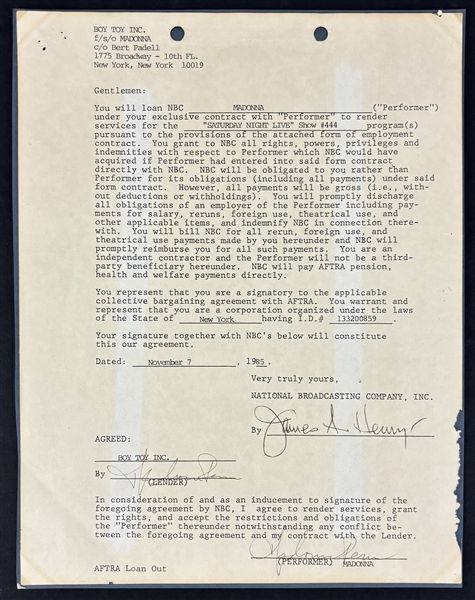 BOY TOY INC.
f/s/o MADONNA
c/o Bert Padell
1775 Broadway - 10th FL.
New York, New York 10019
Gentlemen:
You will loan NBC MADONNA ("Performer")
under your exclusive contract with "Performer" to render
services for the "SATURDAY NIGHT LIVE" Show #444 program(s)
pursuant to the provisions of the attached form of employment
contract. You grant to NBC all rights, powers, privileges and
indemnities with respect to Performer which NBC would have
acquired if Performer had entered into said form contract
directly with NBC. NBC will be obligated to you rather than
Performer for its obligations (including all payments) under said
form contract. However, all payments will be gross (i.e., with-
out deductions or withholdings). You will promptly discharge
all obligations of an employer of the Performer including pay-
ments for salary, reruns, foreign use, theatrical use, and
other applicable items, and indemnify NBC in connection there-
with. You will bill NBC for all rerun, foreign use, and
theatrical use payments made by you hereunder and NBC will
promptly reimburse you for all such payments. You are an
independent contractor and the Performer will not be a third-
party beneficiary hereunder. NBC will pay AFTRA pension,
health and welfare payments directly.
You represent that you are a signatory to the applicable
collective bargaining agreement with AFTRA. You warrant and
represent that you are a corporation organized under the laws
of the State of New York having I.D.# 133200859.
Your signature together with NBC's below will constitute
this our agreement.
Dated: November 7, 1985.
Very truly yours,
NATIONAL BROADCASTING COMPANY, INC.
By James A. Henry
AGREED:
BOY TOY INC.
By
(LENDER)
In consideration of and as an inducement to signature of the
foregoing agreement by NBC, I agree to render services, grant
the rights, and accept the restrictions and obligations of
the "Performer" thereunder notwithstanding any conflict be-
tween the foregoing agreement and my contract with the Lender.
(PERFORMER) MADONNA
AFTRA Loan Out